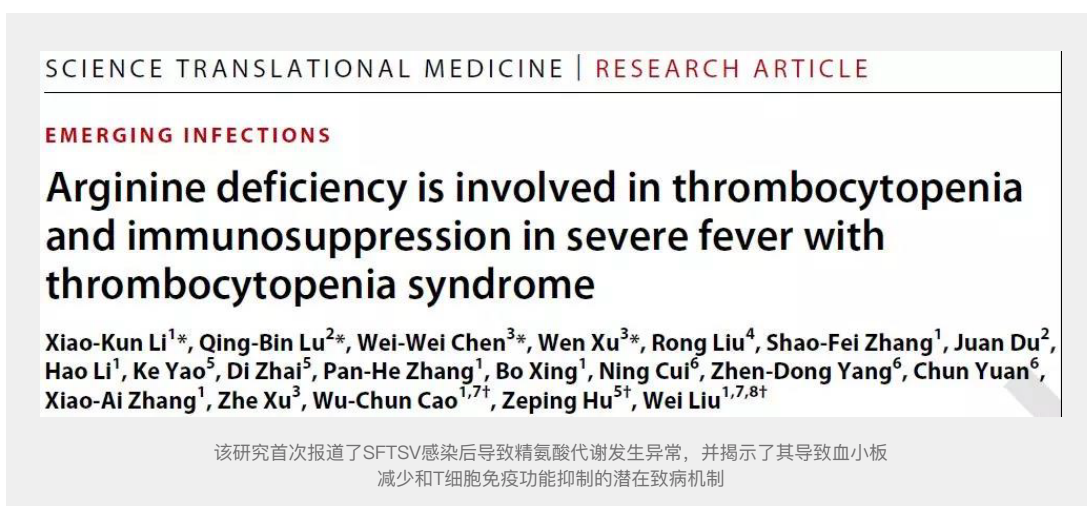 SCIENCE TRANSLATIONAL MEDICINE | RESEARCH ARTICLE
EMERGING INFECTIONS
Arginine deficiency is involved in thrombocytopenia
and immunosuppression in severe fever with
thrombocytopenia syndrome
Xiao-Kun Li¹*, Qing-Bin Lu²*, Wei-Wei Chen³*, Wen Xu³*, Rong Liu⁴, Shao-Fei Zhang¹, Juan Du²,
Hao Li¹, Ke Yao⁵, Di Zhai⁵, Pan-He Zhang¹, Bo Xing¹, Ning Cui⁶, Zhen-Dong Yang⁶, Chun Yuan⁶,
Xiao-Ai Zhang¹, Zhe Xu³, Wu-Chun Cao¹,⁷†, Zeping Hu⁵†, Wei Liu¹,⁷,⁸†
该研究首次报道了SFTSV感染后导致精氨酸代谢发生异常，并揭示了其导致血小板
减少和T细胞免疫功能抑制的潜在致病机制